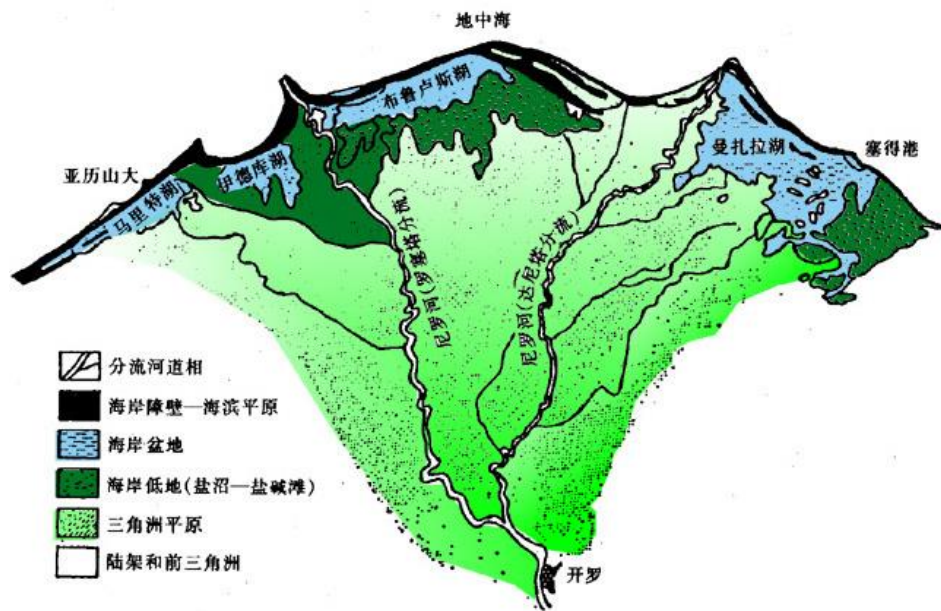 地中海
布鲁卢斯湖
曼扎拉湖
塞得港
亚历山大
伊德库湖
马里特湖
尼罗河(罗塞塔分流)
尼罗河(达尼塔分流)
分流河道相
海岸障壁—海滨平原
海岸盆地
海岸低地(盐沼—盐碱滩)
三角洲平原
陆架和前三角洲
开罗